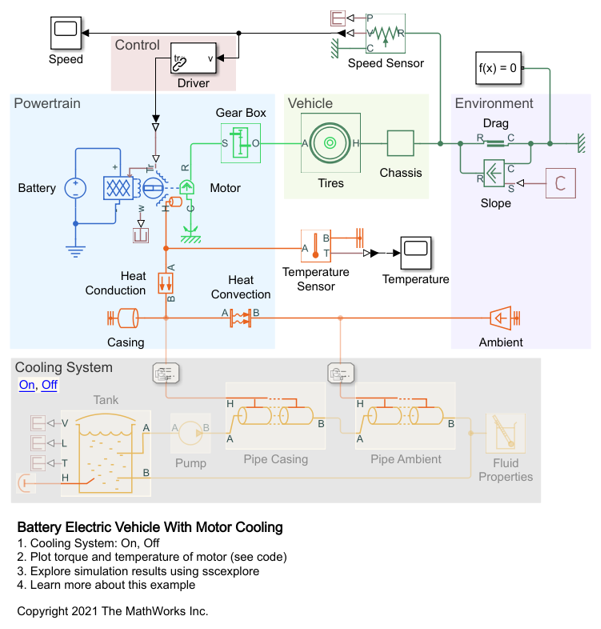 P
V R
C
Speed
Speed Sensor
Control
tr v
Driver
f(x) = 0
Powertrain
Vehicle
Environment
Gear Box
Drag
S O
A H
R C
Battery
+
Tr
w
H
R
C
Motor
Tires
Chassis
R C
S
C
Slope
A
B
T
Temperature
Sensor
Temperature
Heat
Conduction
A
B
Heat
Convection
A B
Casing
Ambient
Cooling System
On, Off
Tank
V
L
T
H
A
B
A B
Pump
H
A B
Pipe Casing
H
A B
Pipe Ambient
Fluid
Properties
Battery Electric Vehicle With Motor Cooling
1. Cooling System: On, Off
2. Plot torque and temperature of motor (see code)
3. Explore simulation results using sscexplore
4. Learn more about this example
Copyright 2021 The MathWorks Inc.